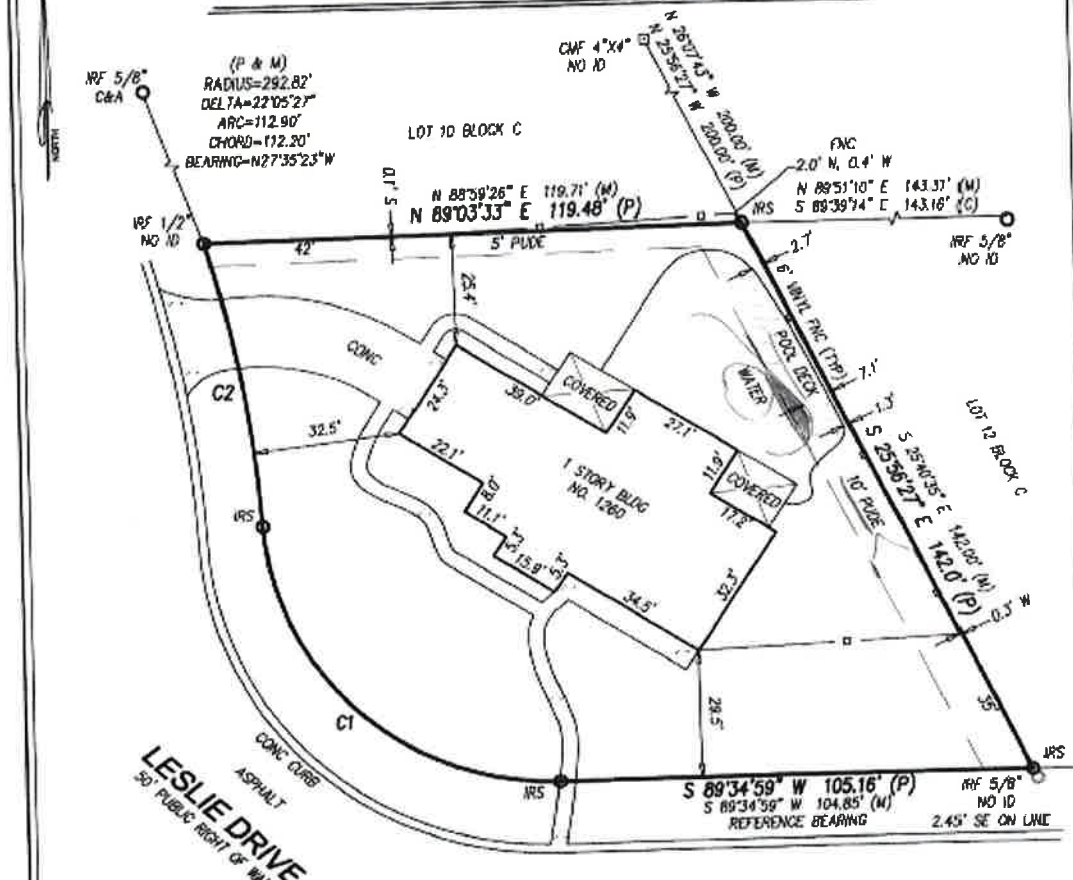 NORTH
IRF 5/8"
C&A
(P & M)
RADIUS=292.82'
DELTA=22°05'27"
ARC=112.90'
CHORD=112.20'
BEARING=N27°35'23"W
LOT 10 BLOCK C
CMF 4"X4"
NO ID
N 26°07'43" W 200.00' (M)
N 25°56'27" W 200.00' (P)
FNC
2.0' N, 0.4' W
N 89°51'10" E 143.37' (M)
S 89°39'14" E 143.16' (C)
IRS
IRF 5/8"
NO ID
IRF 1/2"
NO ID
0.1' S
N 88°59'26" E 119.71' (M)
N 89°03'33" E 119.48' (P)
42'
5' PUDE
25.4'
2.7'
6' VINYL FNC (TYP)
POOL DECK
WATER
7.1'
1.3'
CONC
C2
32.5'
24.3'
39.0'
COVERED
11.9'
27.1'
11.9'
COVERED
17.2'
22.1'
8.0'
11.1'
5.3'
15.9'
5.3'
34.5'
32.3'
1 STORY BLDG
NO. 1260
LOT 12 BLOCK C
S 25°40'35" E 142.00' (M)
S 25°56'27" E 142.0' (P)
10' PUDE
0.3' W
35'
29.5'
IRS
C1
CONC CURB
ASPHALT
LESLIE DRIVE
50' PUBLIC RIGHT OF
IRS
S 89°34'59" W 105.16' (P)
S 89°34'59" W 104.85' (M)
REFERENCE BEARING
IRS
IRF 5/8"
NO ID
2.45' SE ON LINE